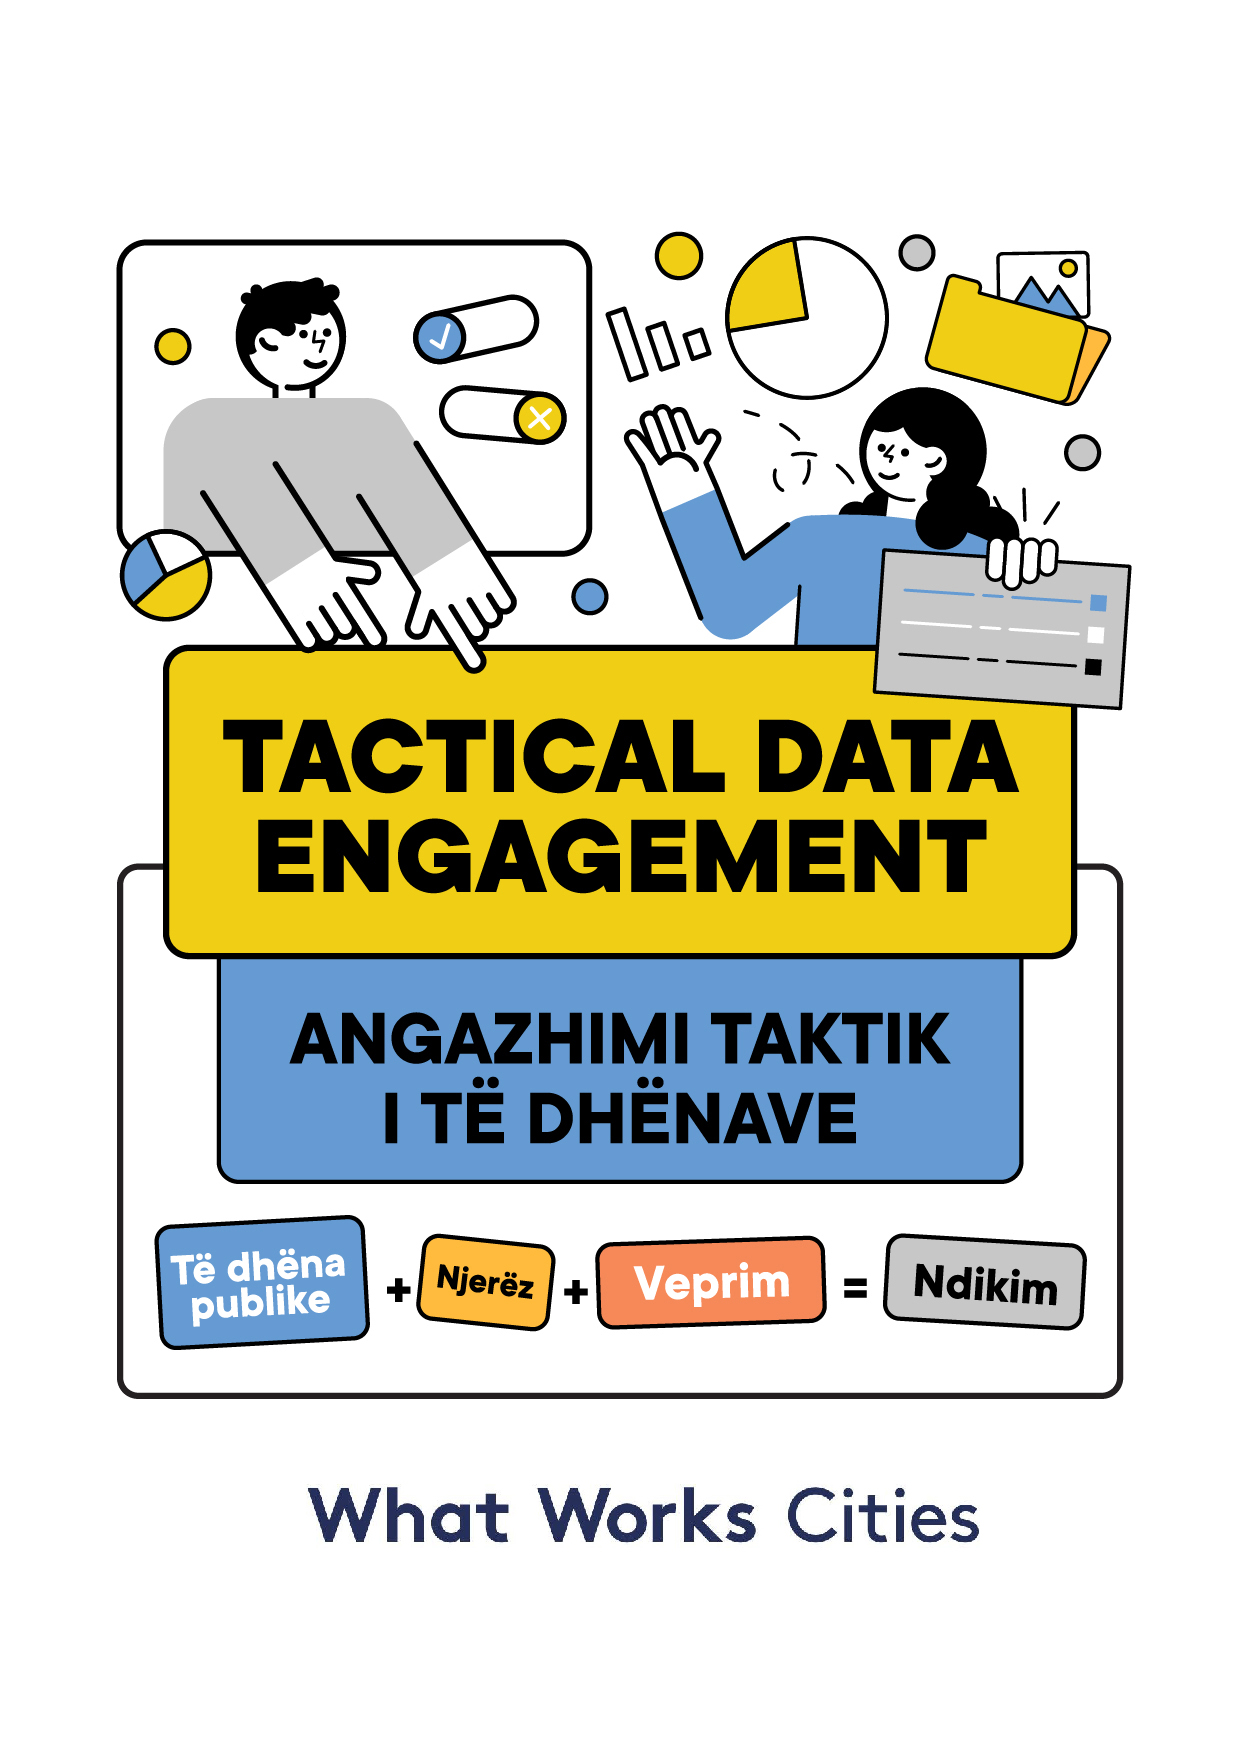 TACTICAL DATA
ENGAGEMENT
ANGAZHIMI TAKTIK
I TË DHËNAVE
Të dhëna
publike
+
Njerëz
+
Veprim
=
Ndikim
What Works Cities